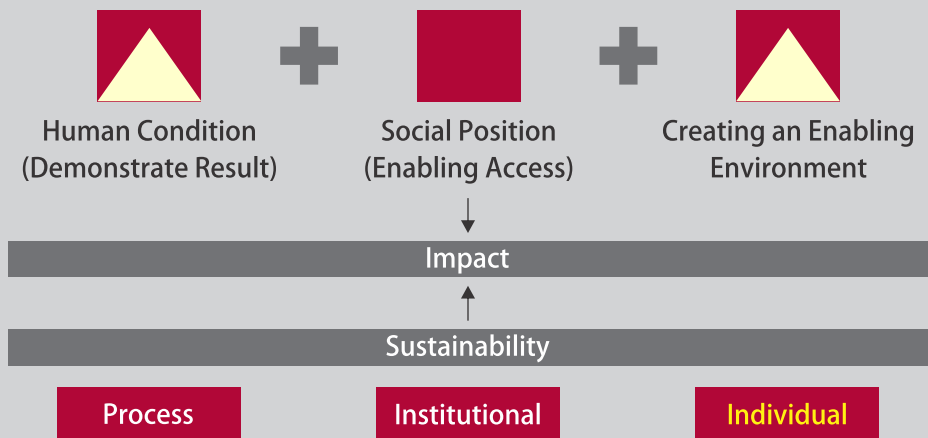 Human Condition
(Demonstrate Result)
Social Position
(Enabling Access)
Creating an Enabling
Environment
Impact
Sustainability
Process
Institutional
Individual